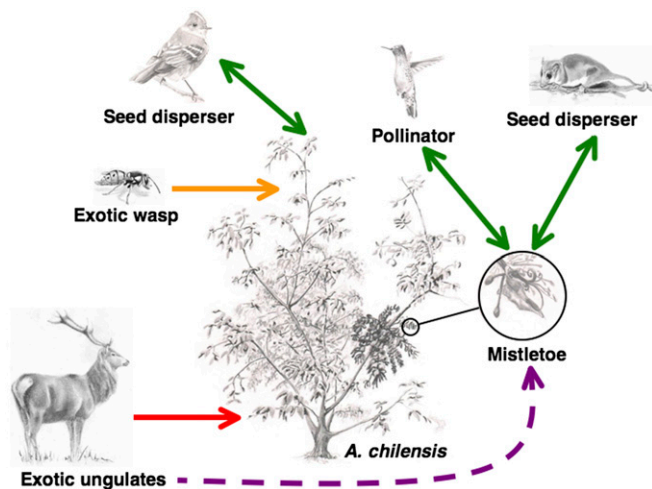 Seed disperser
Pollinator
Seed disperser
Exotic wasp
Mistletoe
A. chilensis
Exotic ungulates